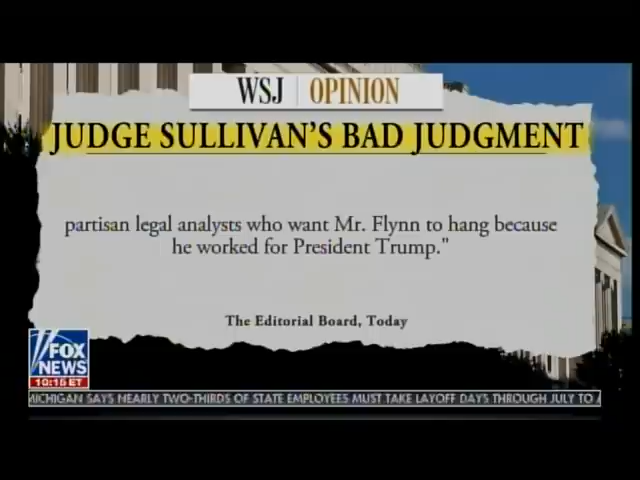 WSJ OPINION
JUDGE SULLIVAN'S BAD JUDGMENT
partisan legal analysts who want Mr. Flynn to hang because
he worked for President Trump."
The Editorial Board, Today
FOX
NEWS
10:15 ET
MICHIGAN SAYS NEARLY TWO-THIRDS OF STATE EMPLOYEES MUST TAKE LAYOFF DAYS THROUGH JULY TO